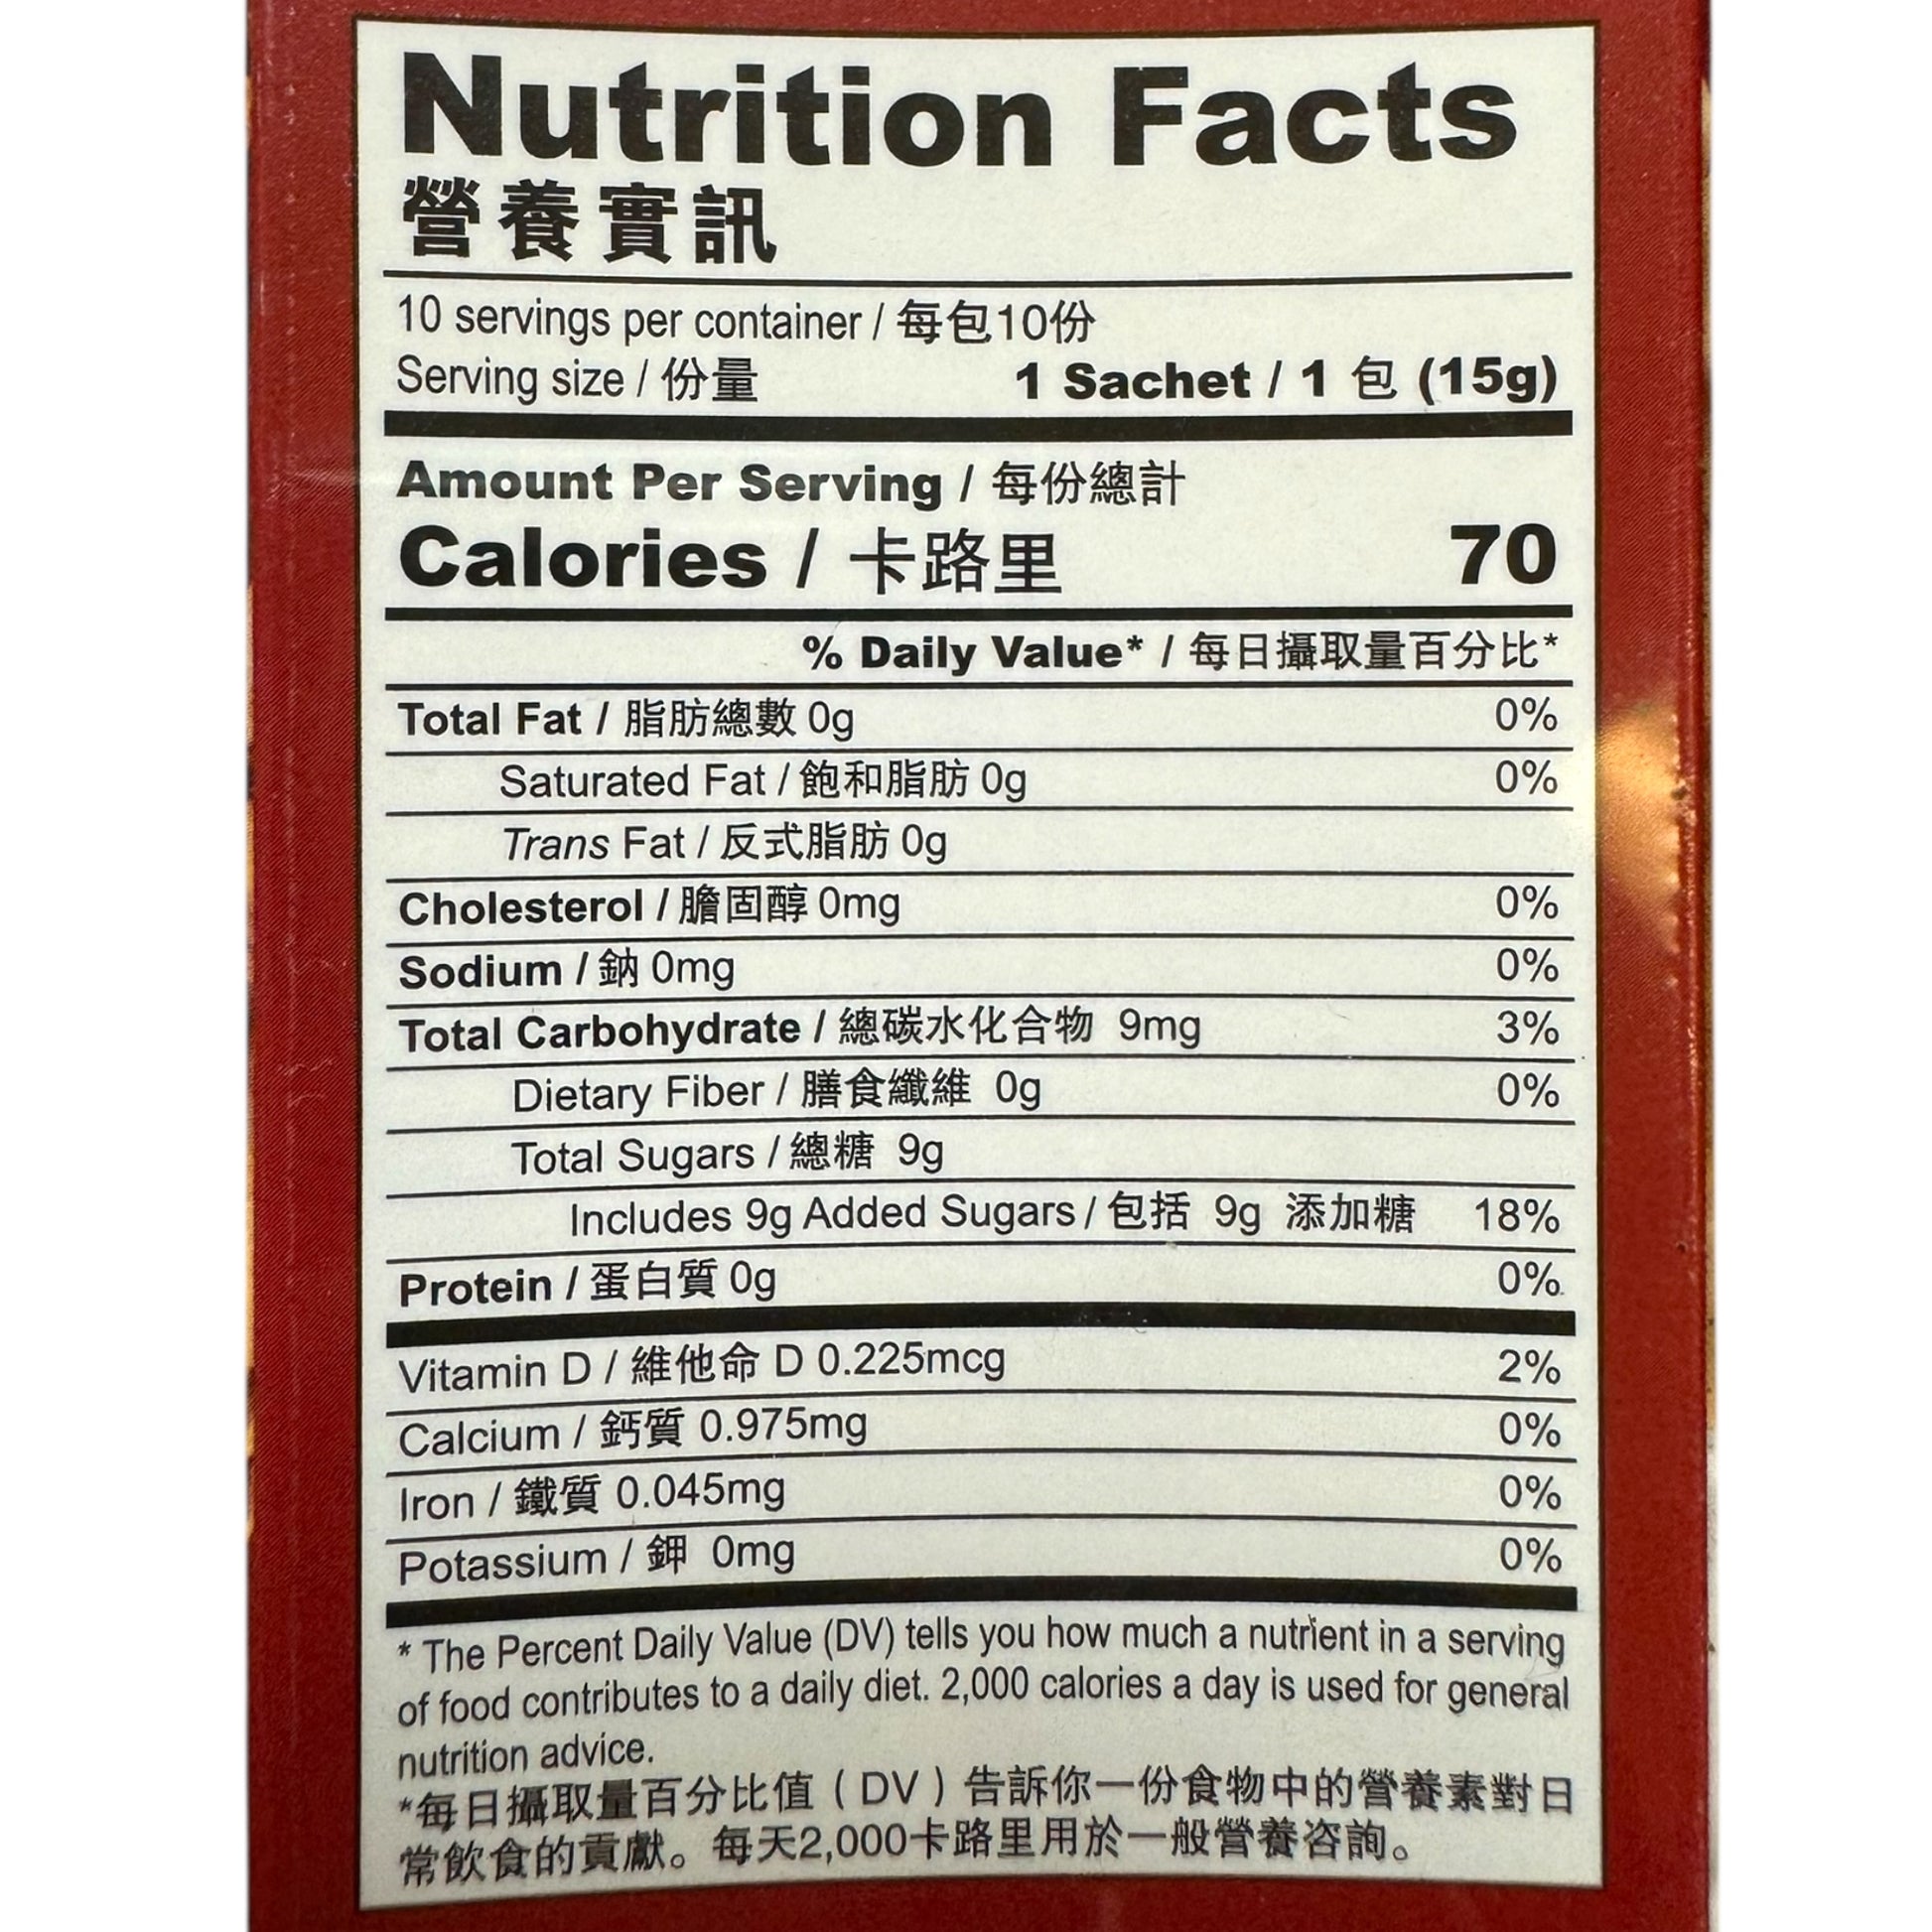 Nutrition Facts
營養實訊
10 servings per container / 每包10份
Serving size / 份量 1 Sachet / 1 包 (15g)
Amount Per Serving / 每份總計
Calories / 卡路里 70
% Daily Value* / 每日攝取量百分比*
Total Fat / 脂肪總數 0g 0%
Saturated Fat / 飽和脂肪 0g 0%
Trans Fat / 反式脂肪 0g
Cholesterol / 膽固醇 0mg 0%
Sodium / 鈉 0mg 0%
Total Carbohydrate / 總碳水化合物 9mg 3%
Dietary Fiber / 膳食纖維 0g 0%
Total Sugars / 總糖 9g
Includes 9g Added Sugars / 包括 9g 添加糖 18%
Protein / 蛋白質 0g 0%
Vitamin D / 維他命 D 0.225mcg 2%
Calcium / 鈣質 0.975mg 0%
Iron / 鐵質 0.045mg 0%
Potassium / 鉀 0mg 0%
* The Percent Daily Value (DV) tells you how much a nutrient in a serving
of food contributes to a daily diet. 2,000 calories a day is used for general
nutrition advice.
*每日攝取量百分比值（DV）告訴你一份食物中的營養素對日
常飲食的貢獻。每天2,000卡路里用於一般營養咨詢。